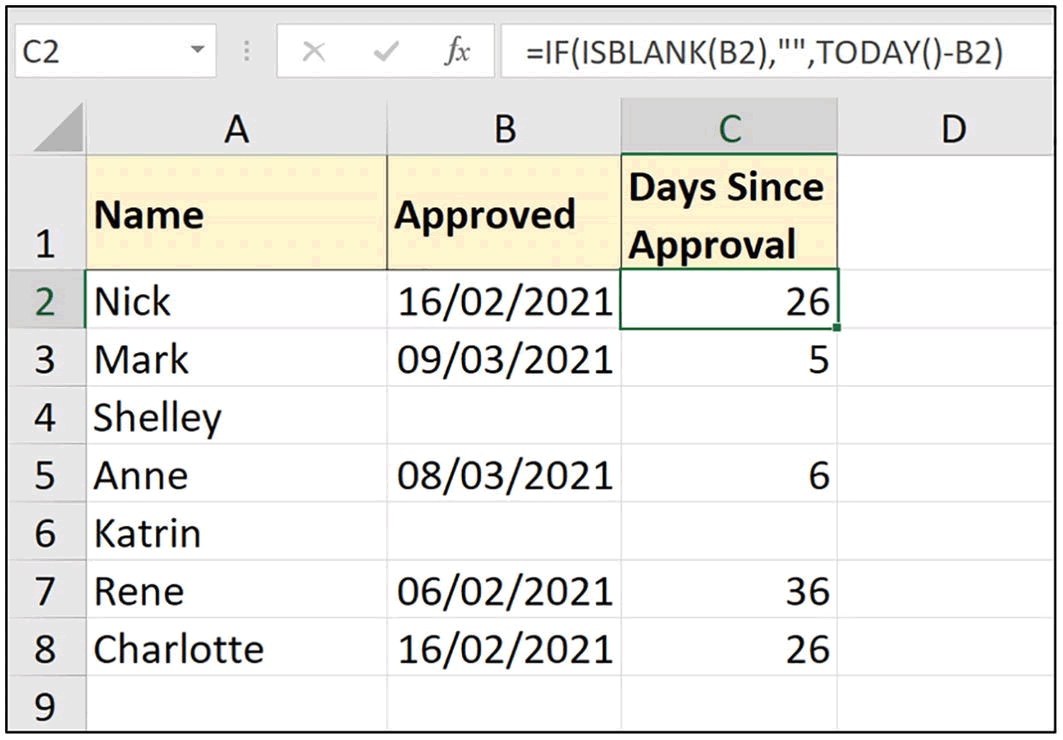 C2 fx =IF(ISBLANK(B2),"",TODAY()-B2)
A B C D
1 Name Approved Days Since
Approval
2 Nick 16/02/2021 26
3 Mark 09/03/2021 5
4 Shelley
5 Anne 08/03/2021 6
6 Katrin
7 Rene 06/02/2021 36
8 Charlotte 16/02/2021 26
9